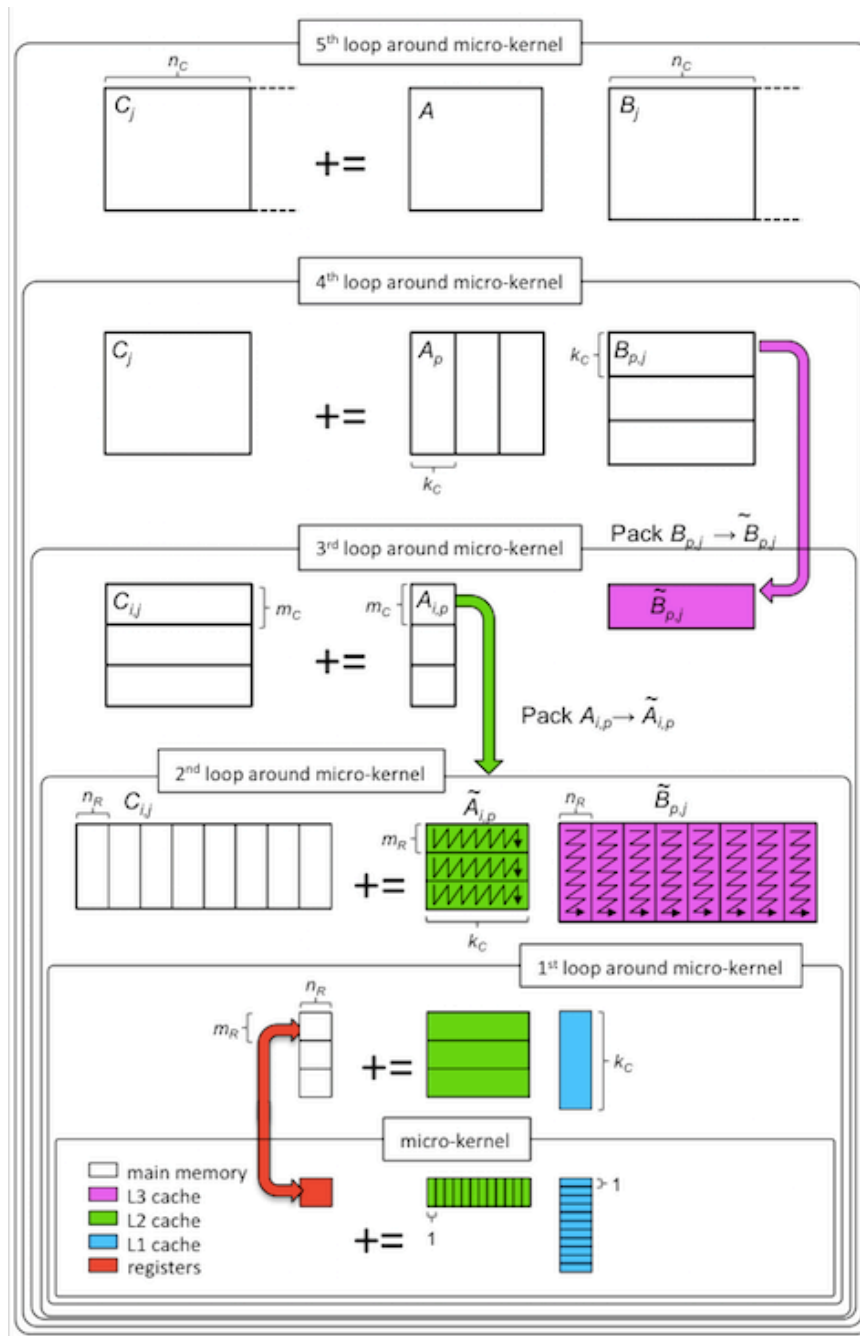 5th loop around micro-kernel
n_C n_C
C_j += A B_j
4th loop around micro-kernel
C_j += A_p k_C B_p,j
k_C
Pack B_p,j → B̃_p,j
3rd loop around micro-kernel
C_i,j m_C += m_C A_i,p B̃_p,j
Pack A_i,p → Ã_i,p
2nd loop around micro-kernel
n_R C_i,j Ã_i,p n_R B̃_p,j
m_R
+=
k_C
1st loop around micro-kernel
n_R
m_R += k_C
micro-kernel
main memory
L3 cache
L2 cache
L1 cache
registers
+=
1
1